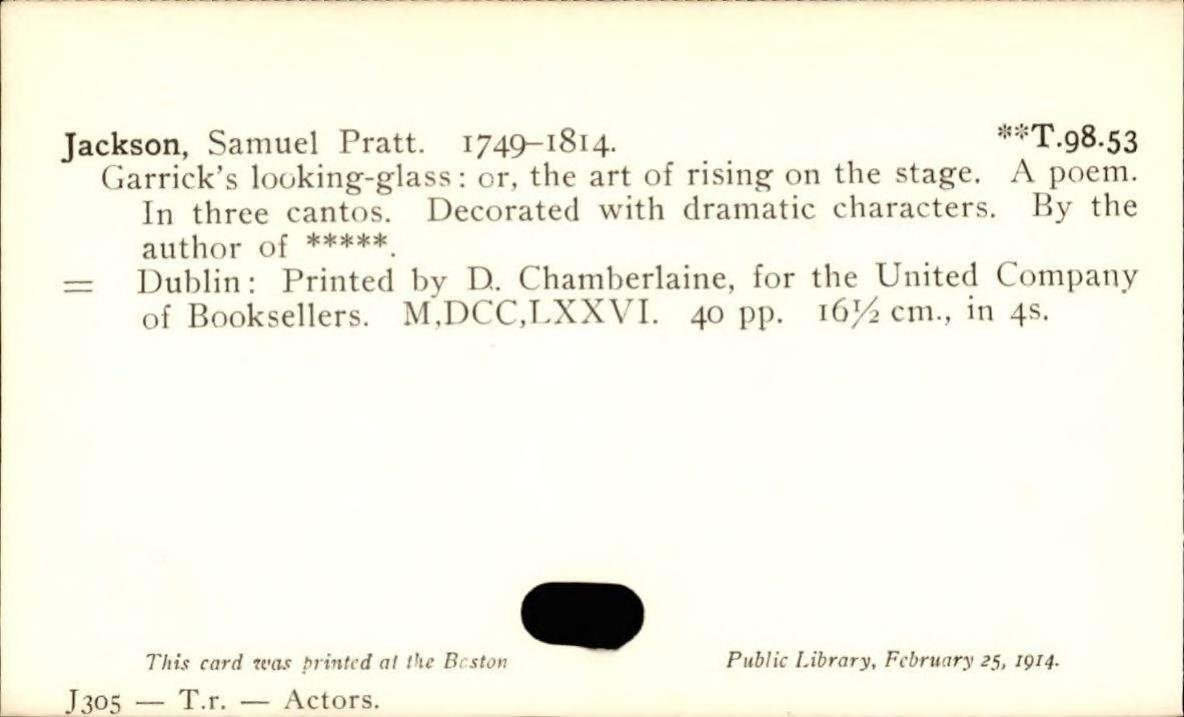 Jackson, Samuel Pratt. 1749–1814. **T.98.53
Garrick's looking-glass: or, the art of rising on the stage. A poem.
In three cantos. Decorated with dramatic characters. By the
author of *****.
= Dublin: Printed by D. Chamberlaine, for the United Company
of Booksellers. M,DCC,LXXVI. 40 pp. 16½ cm., in 4s.
This card was printed at the Boston Public Library, February 25, 1914.
J305 — T.r. — Actors.